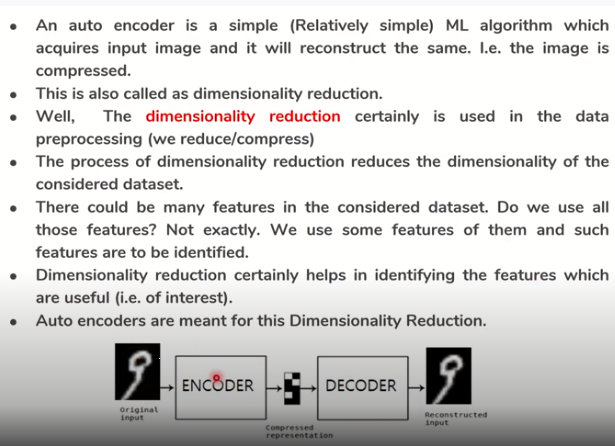 • An auto encoder is a simple (Relatively simple) ML algorithm which
acquires input image and it will reconstruct the same. I.e. the image is
compressed.
• This is also called as dimensionality reduction.
• Well, The dimensionality reduction certainly is used in the data
preprocessing (we reduce/compress)
• The process of dimensionality reduction reduces the dimensionality of the
considered dataset.
• There could be many features in the considered dataset. Do we use all
those features? Not exactly. We use some features of them and such
features are to be identified.
• Dimensionality reduction certainly helps in identifying the features which
are useful (i.e. of interest).
• Auto encoders are meant for this Dimensionality Reduction.
ENCODER
DECODER
Original
input
Compressed
representation
Reconstructed
input